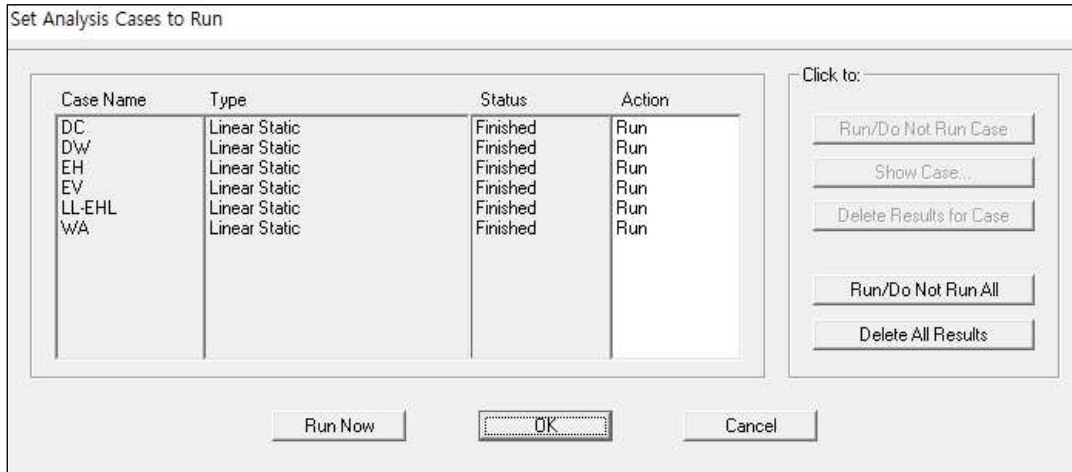 Set Analysis Cases to Run
Click to:
Case Name Type Status Action
DC Linear Static Finished Run
DW Linear Static Finished Run
EH Linear Static Finished Run
EV Linear Static Finished Run
LL-EHL Linear Static Finished Run
WA Linear Static Finished Run
Run/Do Not Run Case
Show Case...
Delete Results for Case
Run/Do Not Run All
Delete All Results
Run Now OK Cancel